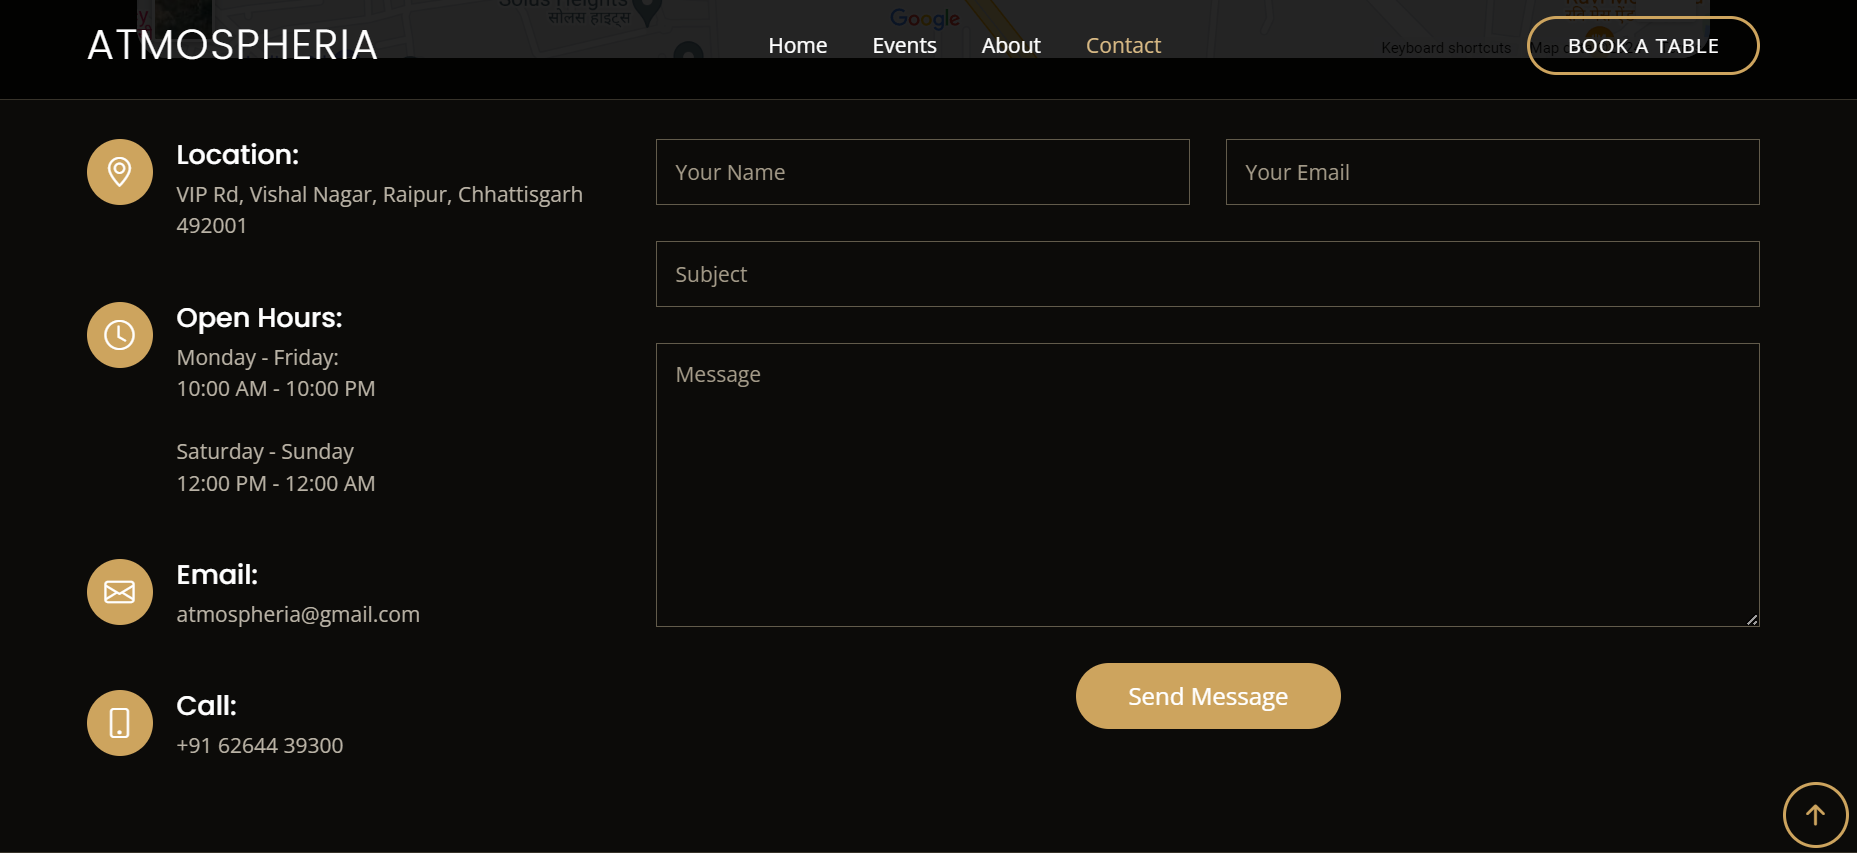 Solus Heights
सोलस हाइट्स
Google
ATMOSPHERIA
Home
Events
About
Contact
Keyboard shortcuts
Map
BOOK A TABLE
Location:
VIP Rd, Vishal Nagar, Raipur, Chhattisgarh
492001
Open Hours:
Monday - Friday:
10:00 AM - 10:00 PM
Saturday - Sunday
12:00 PM - 12:00 AM
Email:
atmospheria@gmail.com
Call:
+91 62644 39300
Your Name
Your Email
Subject
Message
Send Message